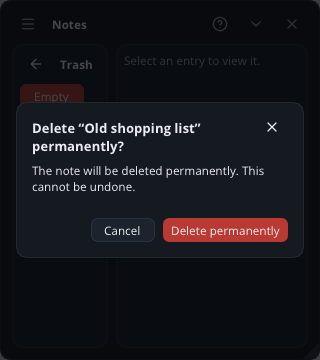 Notes
Trash
Select an entry to view it.
Empty
Delete “Old shopping list”
permanently?
The note will be deleted permanently. This
cannot be undone.
Cancel
Delete permanently